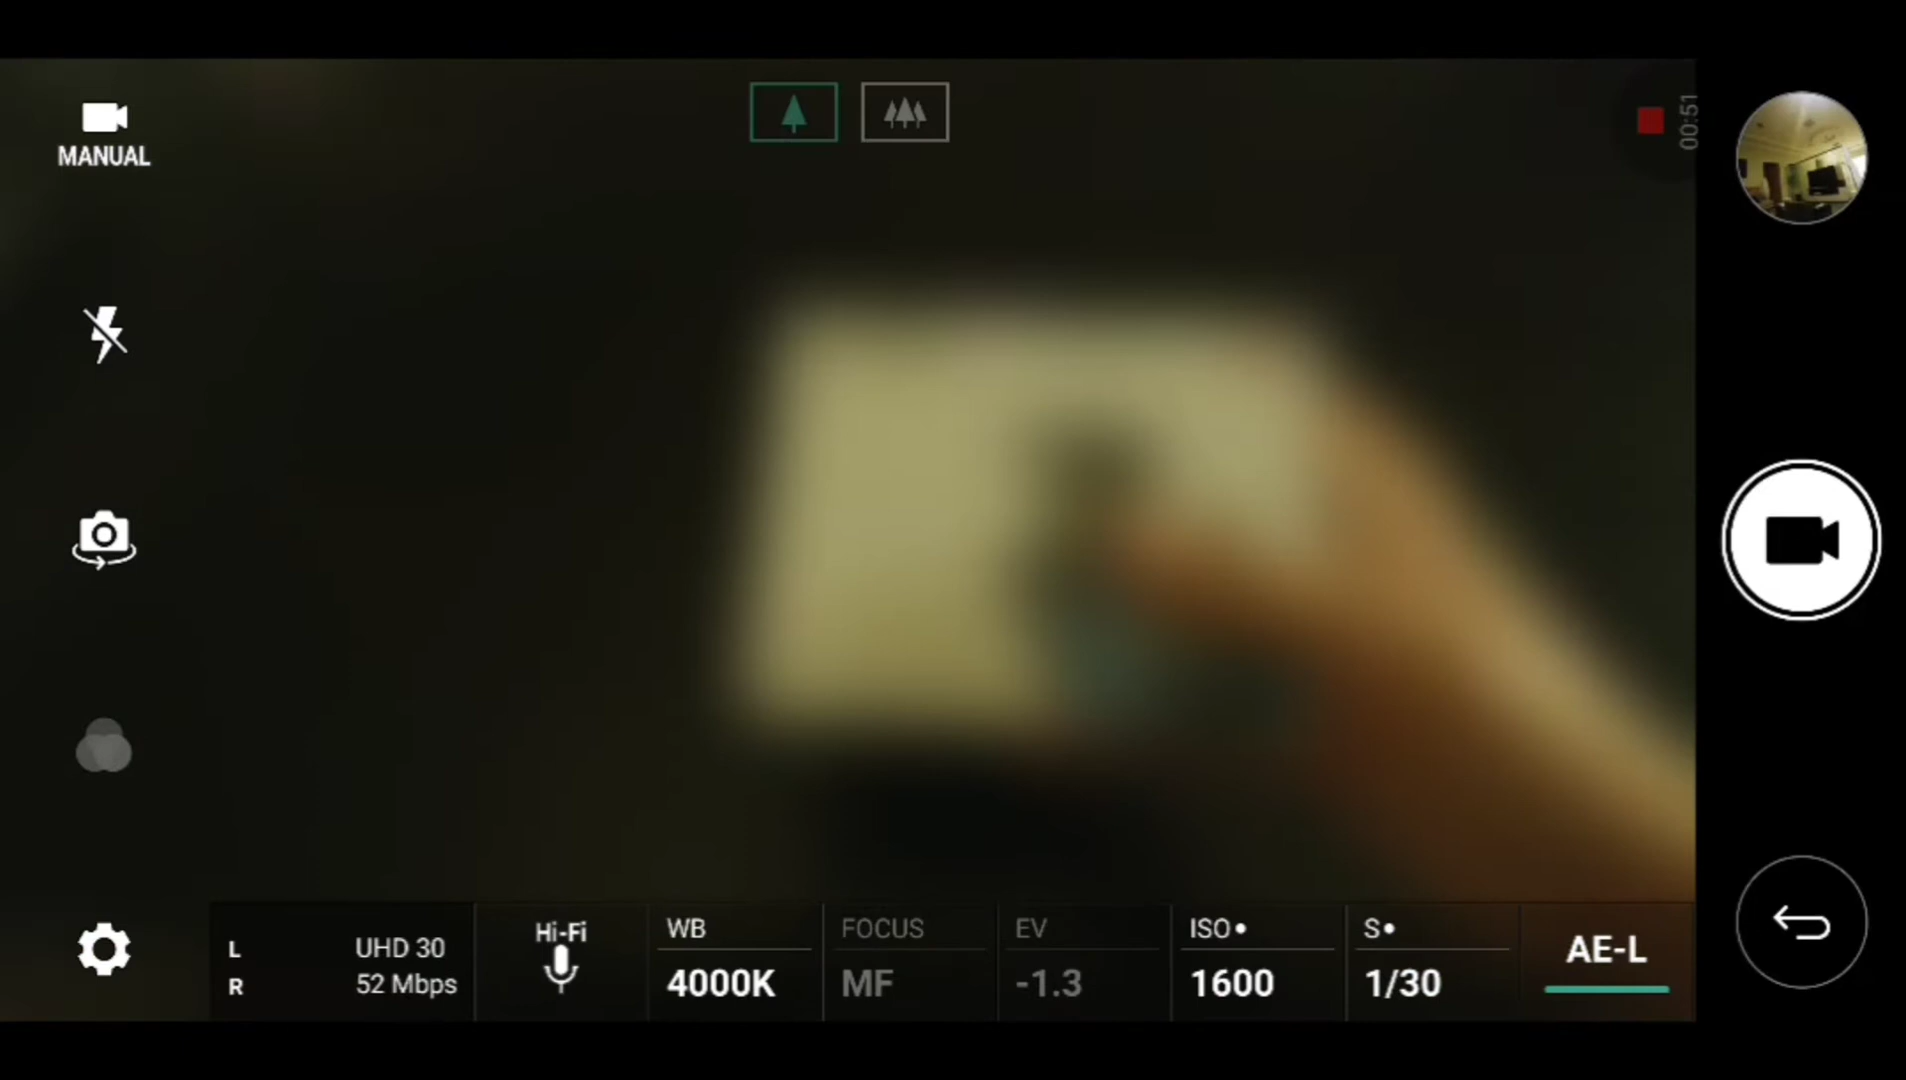 MANUAL
00:51
L UHD 30
R 52 Mbps
Hi-Fi
WB
4000K
FOCUS
MF
EV
-1.3
ISO•
1600
S•
1/30
AE-L